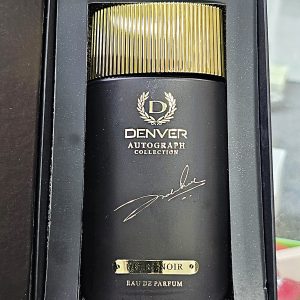 D
DENVER
AUTOGRAPH
COLLECTION
NOIR
EAU DE PARFUM